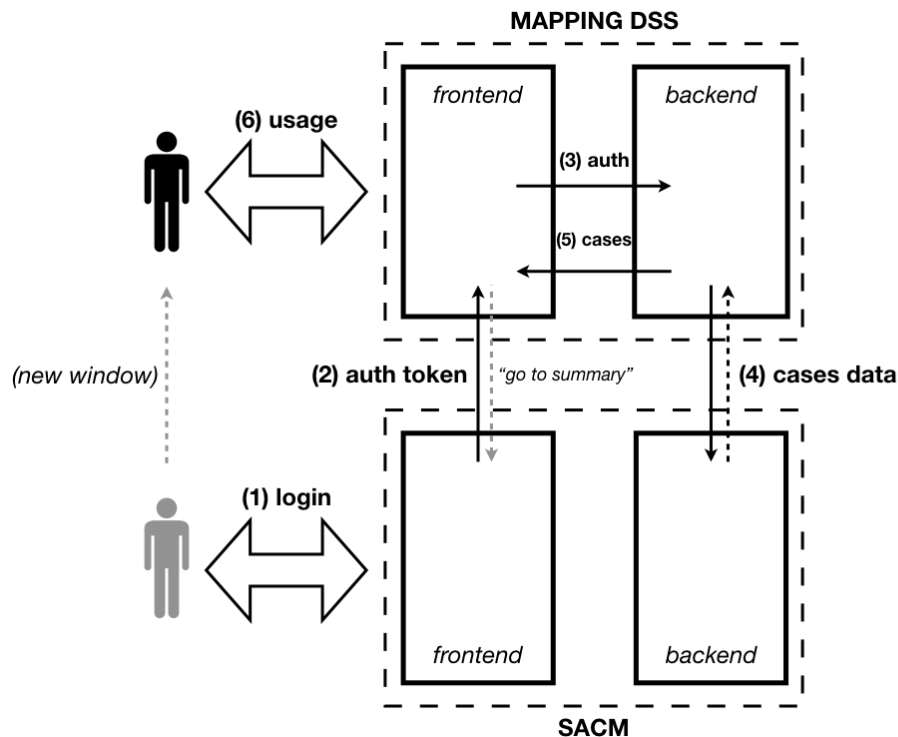 MAPPING DSS
frontend
backend
(6) usage
(3) auth
(5) cases
(new window)
(2) auth token
“go to summary”
(4) cases data
(1) login
frontend
backend
SACM